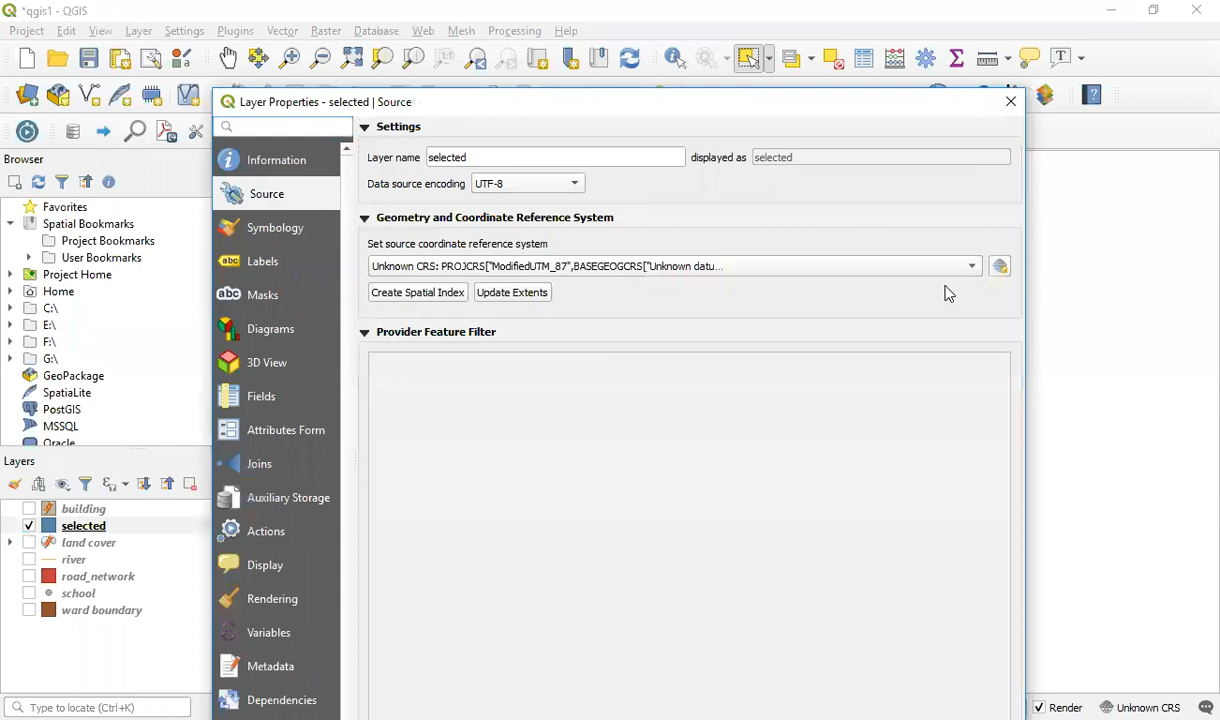 *qgis1 - QGIS
Project Edit View Layer Settings Plugins Vector Raster Database Web Mesh Processing Help
Layer Properties - selected | Source
Browser
Favorites
Spatial Bookmarks
Project Bookmarks
User Bookmarks
Project Home
Home
C:\
E:\
F:\
G:\
GeoPackage
SpatiaLite
PostGIS
MSSQL
Oracle
Layers
building
selected
land cover
river
road_network
school
ward boundary
Type to locate (Ctrl+K)
Information
Source
Symbology
abc Labels
abc Masks
Diagrams
3D View
Fields
Attributes Form
Joins
Auxiliary Storage
Actions
Display
Rendering
Variables
Metadata
Dependencies
Settings
Layer name selected displayed as selected
Data source encoding UTF-8
Geometry and Coordinate Reference System
Set source coordinate reference system
Unknown CRS: PROJCRS["ModifiedUTM_87",BASEGEOGCRS["Unknown datu...
Create Spatial Index Update Extents
Provider Feature Filter
Render Unknown CRS